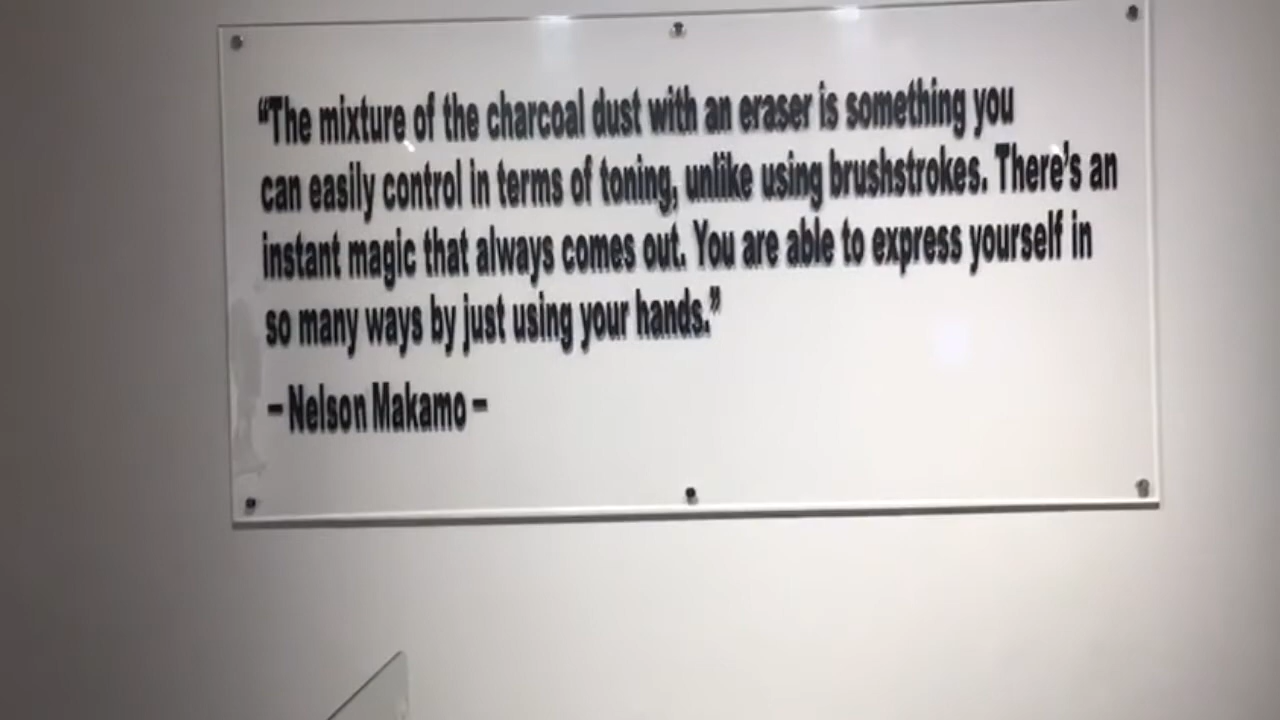 “The mixture of the charcoal dust with an eraser is something you
can easily control in terms of toning, unlike using brushstrokes. There’s an
instant magic that always comes out. You are able to express yourself in
so many ways by just using your hands.”
– Nelson Makamo –